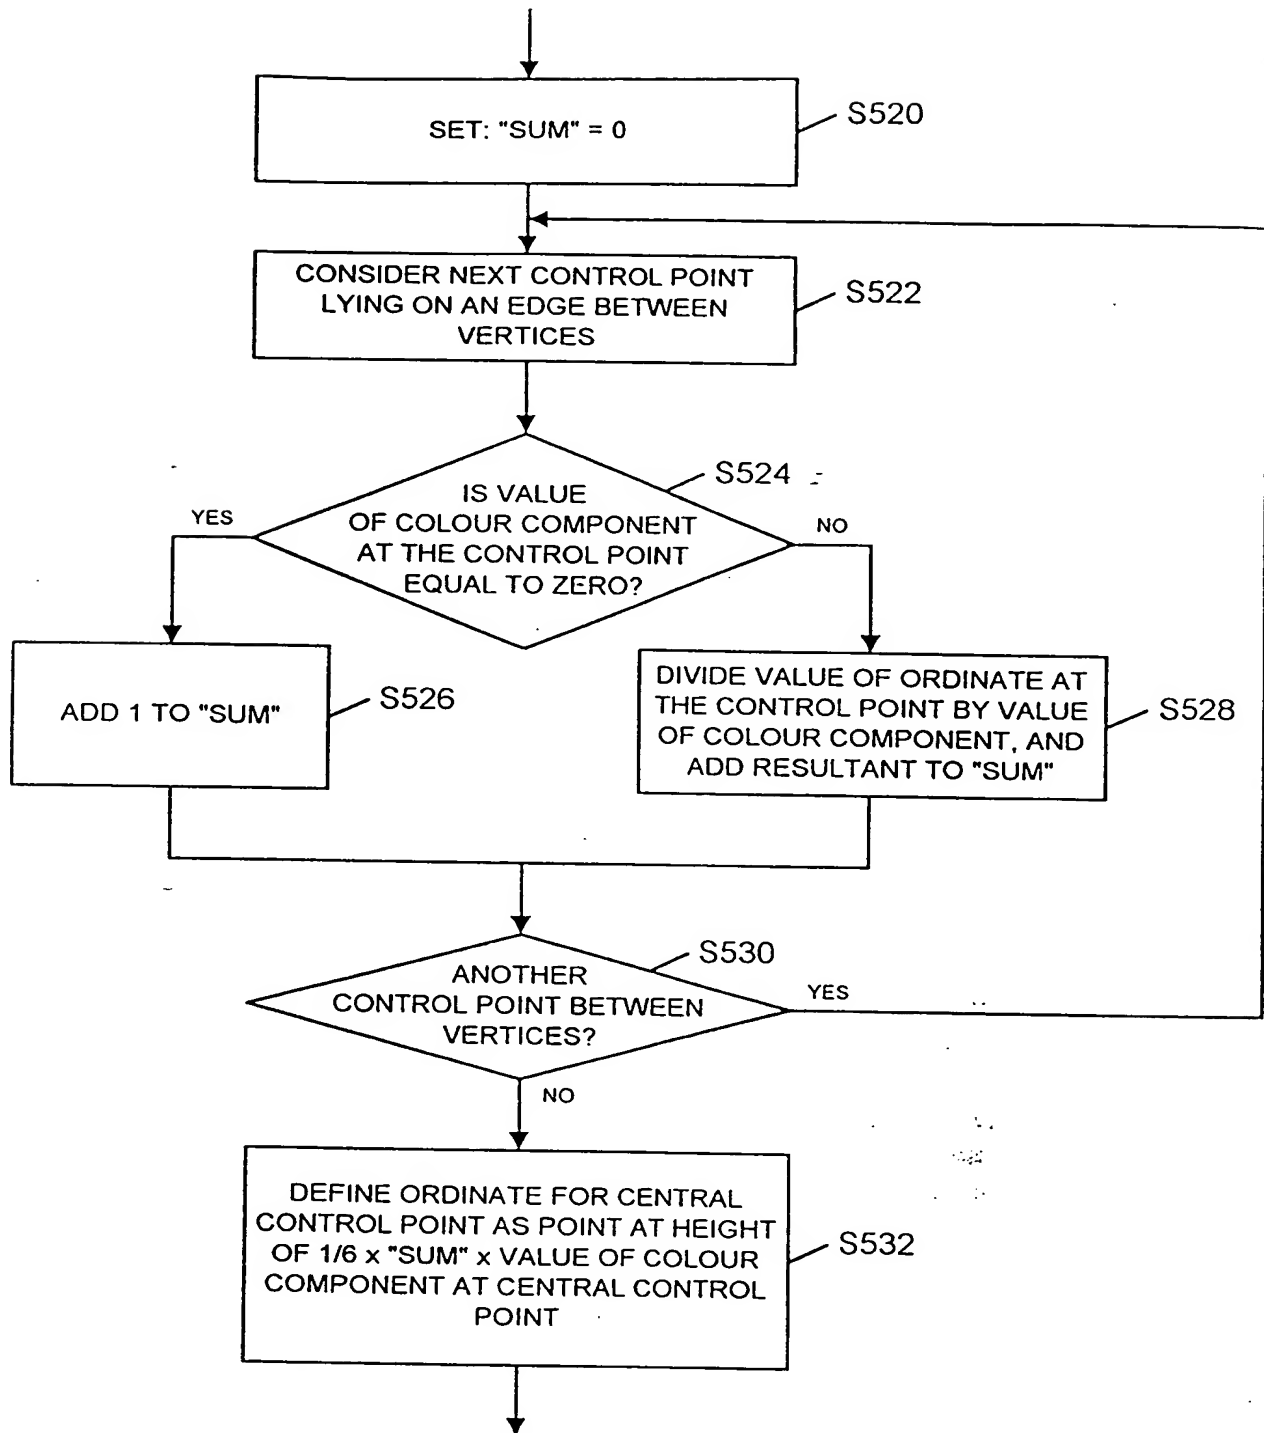 SET: "SUM" = 0
S520
CONSIDER NEXT CONTROL POINT
LYING ON AN EDGE BETWEEN
VERTICES
S522
IS VALUE
OF COLOUR COMPONENT
AT THE CONTROL POINT
EQUAL TO ZERO?
S524
YES
NO
ADD 1 TO "SUM"
S526
DIVIDE VALUE OF ORDINATE AT
THE CONTROL POINT BY VALUE
OF COLOUR COMPONENT, AND
ADD RESULTANT TO "SUM"
S528
ANOTHER
CONTROL POINT BETWEEN
VERTICES?
S530
YES
NO
DEFINE ORDINATE FOR CENTRAL
CONTROL POINT AS POINT AT HEIGHT
OF 1/6 x "SUM" x VALUE OF COLOUR
COMPONENT AT CENTRAL CONTROL
POINT
S532